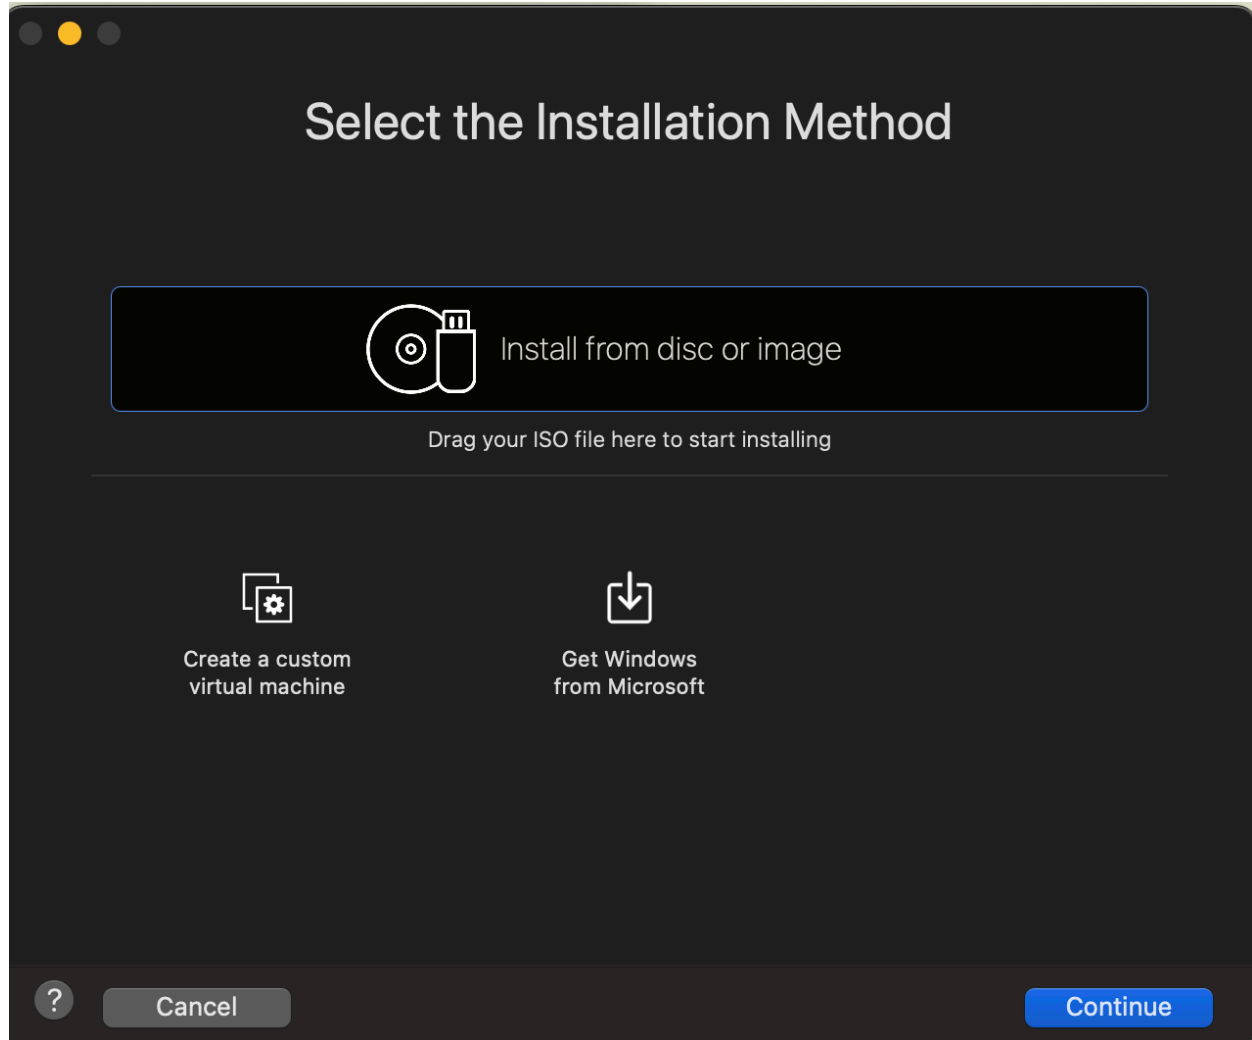 Select the Installation Method
Install from disc or image
Drag your ISO file here to start installing
Create a custom
virtual machine
Get Windows
from Microsoft
?
Cancel
Continue